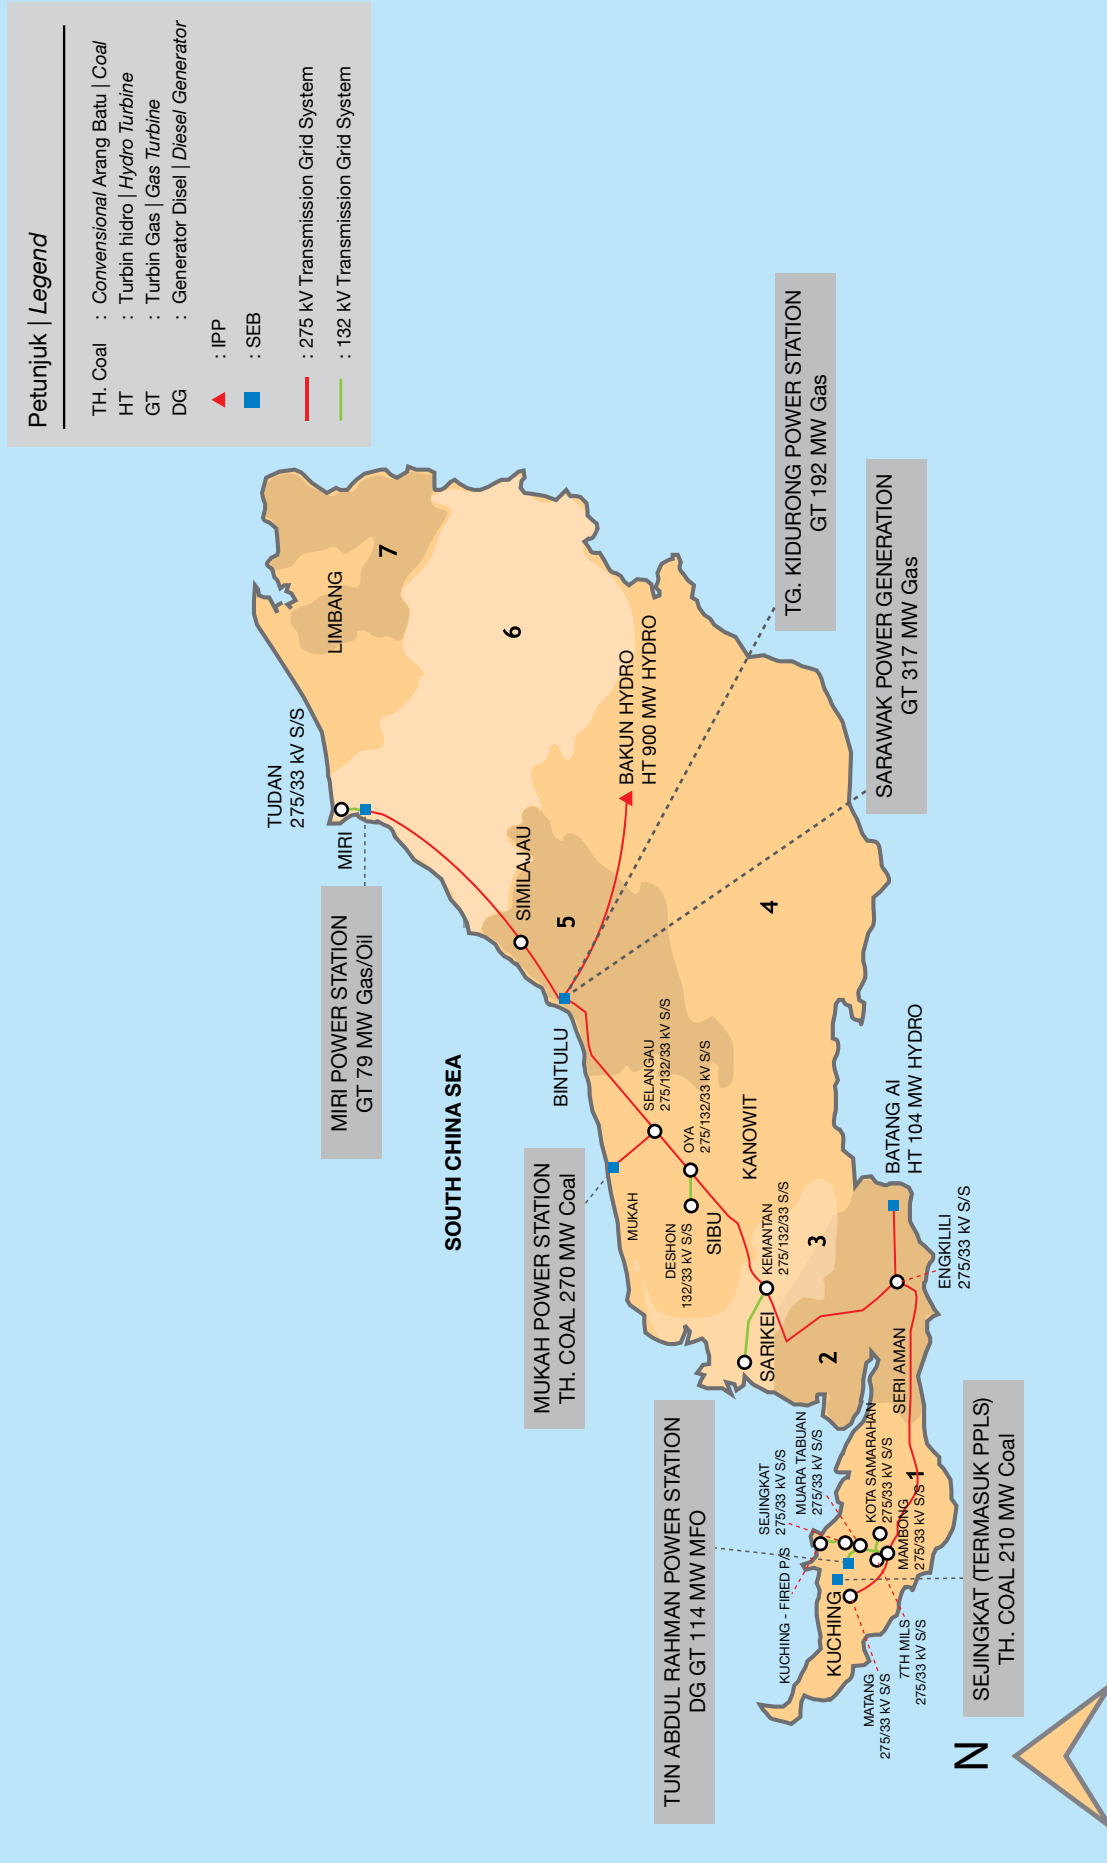 Petunjuk | Legend
TH. Coal : Convensional Arang Batu | Coal
HT : Turbin hidro | Hydro Turbine
GT : Turbin Gas | Gas Turbine
DG : Generator Disel | Diesel Generator
: IPP
: SEB
: 275 kV Transmission Grid System
: 132 kV Transmission Grid System
TUDAN
275/33 kV S/S
MIRI
LIMBANG
7
6
MIRI POWER STATION
GT 79 MW Gas/Oil
SOUTH CHINA SEA
SIMILAJAU
5
BINTULU
BAKUN HYDRO
HT 900 MW HYDRO
TG. KIDURONG POWER STATION
GT 192 MW Gas
SARAWAK POWER GENERATION
GT 317 MW Gas
4
MUKAH POWER STATION
TH. COAL 270 MW Coal
MUKAH
SELANGAU
275/132/33 kV S/S
OYA
275/132/33 kV S/S
DESHON
132/33 kV S/S
SIBU
KANOWIT
KEMANTAN
275/132/33 S/S
SARIKEI
3
2
BATANG AI
HT 104 MW HYDRO
ENGKILILI
275/33 kV S/S
SERI AMAN
TUN ABDUL RAHMAN POWER STATION
DG GT 114 MW MFO
SEJINGKAT
275/33 kV S/S
MUARA TABUAN
275/33 kV S/S
KOTA SAMARAHAN
275/33 kV S/S
MAMBONG
275/33 kV S/S
1
KUCHING - FIRED P/S
KUCHING
MATANG
275/33 kV S/S
7TH MILS
275/33 kV S/S
SEJINGKAT (TERMASUK PPLS)
TH. COAL 210 MW Coal
N